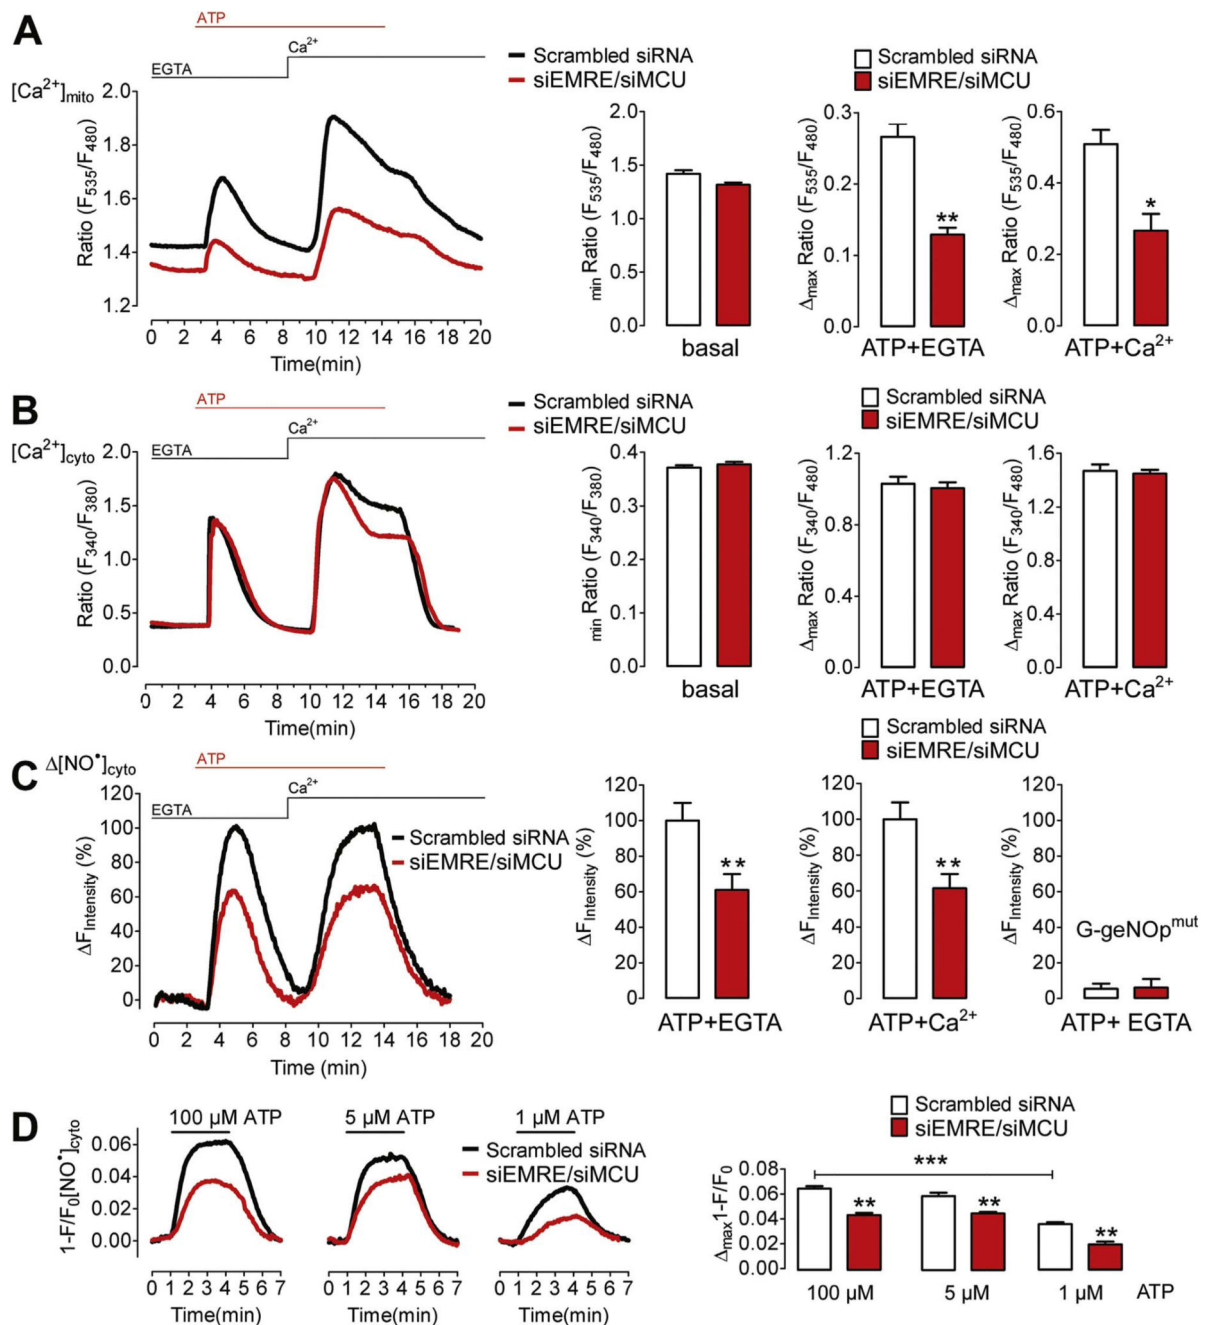 A
ATP
Ca²⁺
EGTA
[Ca²⁺]mito
Ratio (F535/F480)
2.0
1.8
1.6
1.4
1.2
0 2 4 6 8 10 12 14 16 18 20
Time(min)
Scrambled siRNA
siEMRE/siMCU
min Ratio (F535/F480)
2.0
1.5
1.0
0.5
0.0
basal
Scrambled siRNA
siEMRE/siMCU
Δmax Ratio (F535/F480)
0.3
0.2
0.1
0.0
**
ATP+EGTA
Δmax Ratio (F535/F480)
0.6
0.4
0.2
0.0
*
ATP+Ca²⁺
B
ATP
Ca²⁺
EGTA
[Ca²⁺]cyto
Ratio (F340/F380)
2.0
1.5
1.0
0.5
0.0
0 2 4 6 8 10 12 14 16 18 20
Time(min)
Scrambled siRNA
siEMRE/siMCU
min Ratio (F340/F380)
0.4
0.3
0.1
0.0
basal
Scrambled siRNA
siEMRE/siMCU
Δmax Ratio (F340/F480)
1.2
0.8
0.4
0.0
ATP+EGTA
Δmax Ratio (F340/F480)
1.6
1.2
0.8
0.4
0.0
ATP+Ca²⁺
C
Δ[NO•]cyto
ATP
Ca²⁺
EGTA
ΔFIntensity (%)
120
100
80
60
40
20
0
0 2 4 6 8 10 12 14 16 18 20
Time (min)
Scrambled siRNA
siEMRE/siMCU
Scrambled siRNA
siEMRE/siMCU
ΔFIntensity (%)
120
100
80
60
40
20
0
**
ATP+EGTA
ΔFIntensity (%)
120
100
80
60
40
20
0
**
ATP+Ca²⁺
ΔFIntensity (%)
120
100
80
60
40
20
0
G-geNOpmut
ATP+ EGTA
D
1-F/F0[NO•]cyto
0.06
0.04
0.02
0.00
100 µM ATP
5 µM ATP
1 µM ATP
Scrambled siRNA
siEMRE/siMCU
0 1 2 3 4 5 6 7
0 1 2 3 4 5 6 7
0 1 2 3 4 5 6 7
Time(min)
Time(min)
Time(min)
Scrambled siRNA
siEMRE/siMCU
Δmax1-F/F0
0.08
0.06
0.04
0.02
0.00
***
**
**
**
100 µM
5 µM
1 µM
ATP